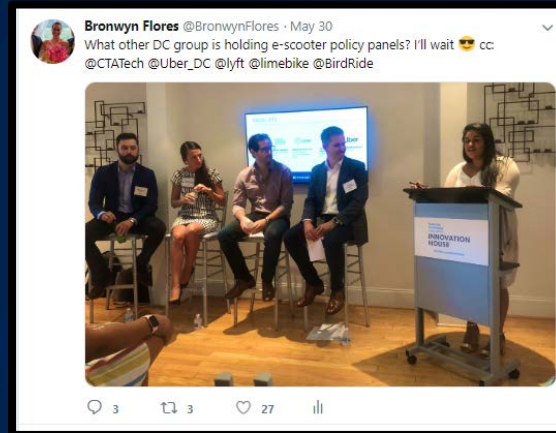 Bronwyn Flores @BronwynFlores · May 30
What other DC group is holding e-scooter policy panels? I'll wait 😎 cc:
@CTATech @Uber_DC @lyft @limebike @BirdRide
Uber
INNOVATION
HOUSE
3
3
27